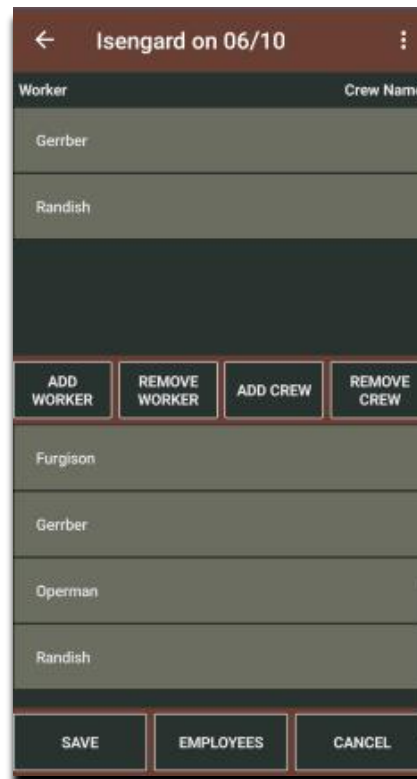 Isengard on 06/10
Worker Crew Name
Gerrber
Randish
ADD WORKER REMOVE WORKER ADD CREW REMOVE CREW
Furgison
Gerrber
Operman
Randish
SAVE EMPLOYEES CANCEL